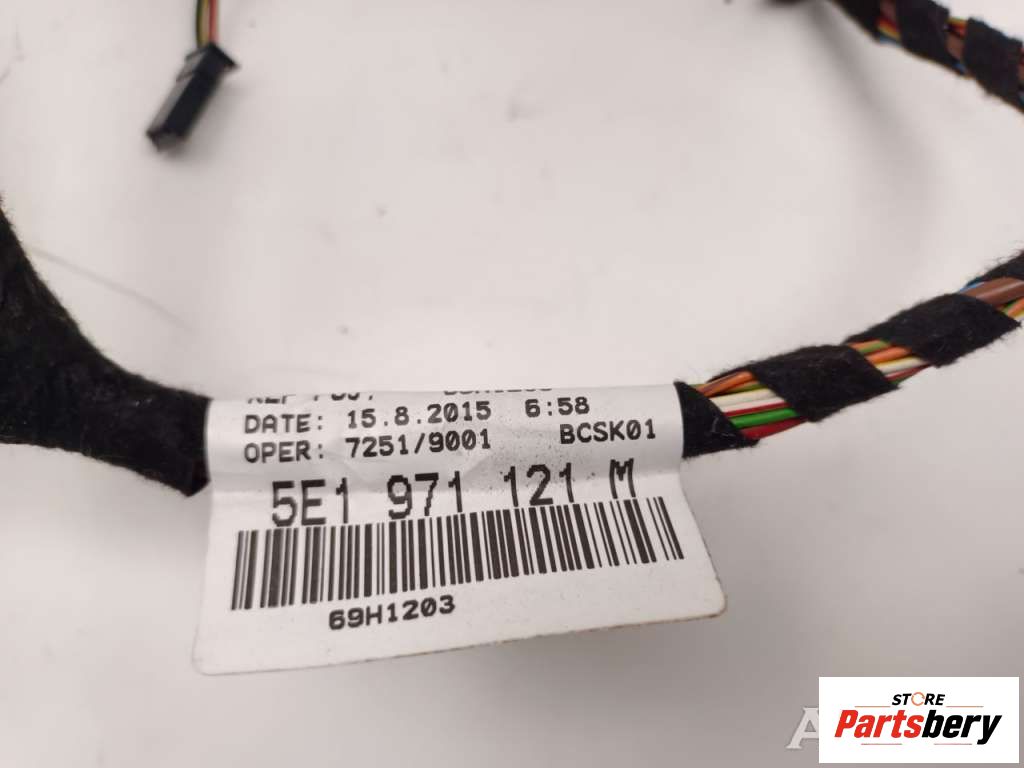 DATE: 15.8.2015 6:58
OPER: 7251/9001 BCSK01
5E1 971 121 M
69H1203
STORE
Partsbery